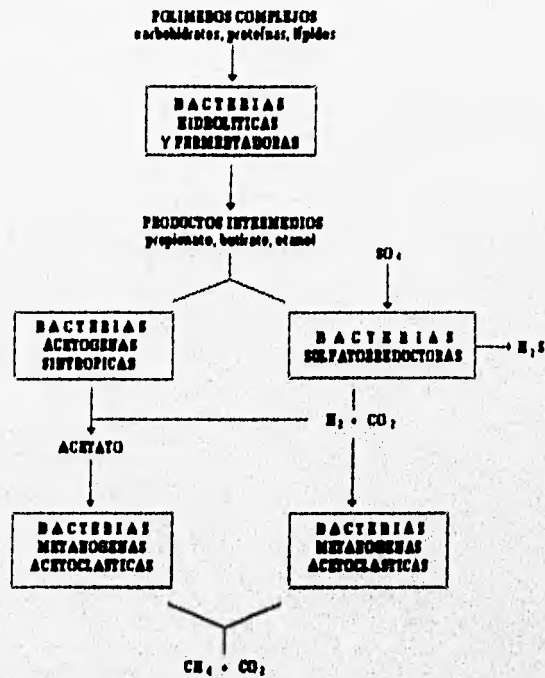 POLIMEROS COMPLEJOS
carbohidratos, proteínas, lípidos
BACTERIAS
HIDROLITICAS
Y FERMENTADORAS
PRODUCTOS INTERMEDIOS
propionato, butirato, etanol
SO₄
BACTERIAS
ACETOGENAS
SINTROPICAS
BACTERIAS
SULFATORREDUCTORAS
H₂S
H₂ + CO₂
ACETATO
BACTERIAS
METANOGENAS
ACETOCLASTICAS
BACTERIAS
METANOGENAS
ACETOCLASTICAS
CH₄ + CO₂